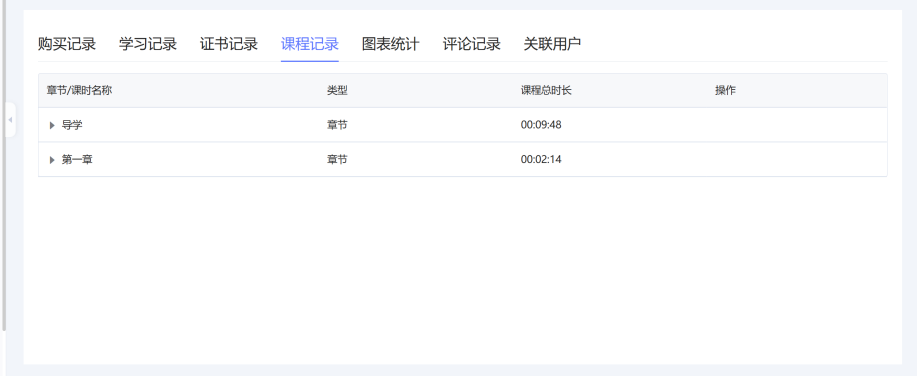 购买记录 学习记录 证书记录 课程记录 图表统计 评论记录 关联用户
章节/课时名称 类型 课程总时长 操作
导学 章节 00:09:48
第一章 章节 00:02:14